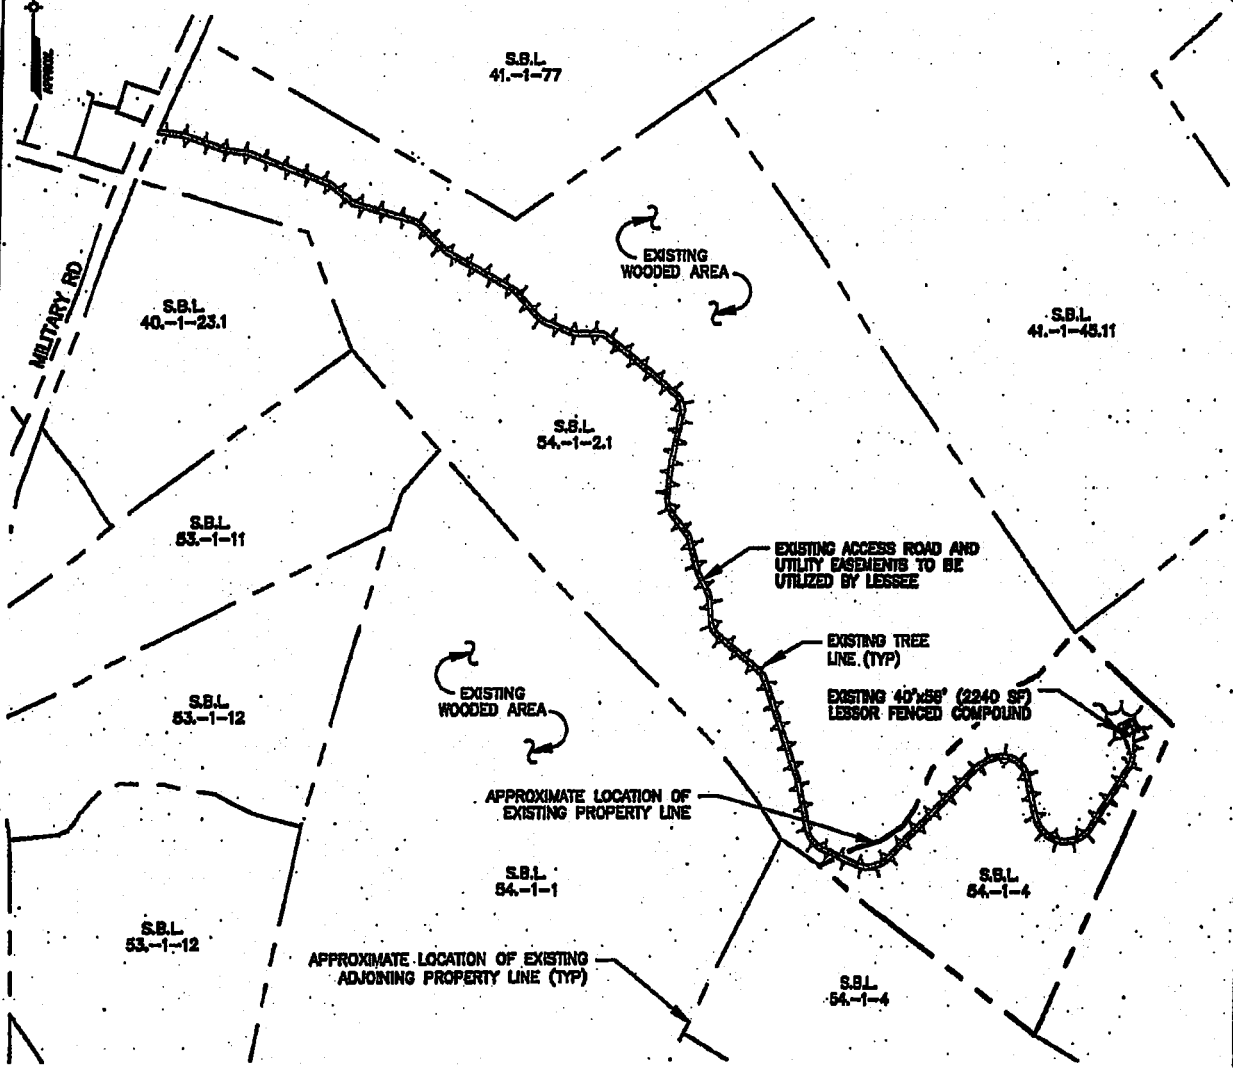 S.B.L.
41.-1-77
EXISTING
WOODED AREA
MILITARY RD
S.B.L.
40.-1-23.1
S.B.L.
41.-1-45.11
S.B.L.
54.-1-2.1
S.B.L.
53.-1-11
EXISTING ACCESS ROAD AND
UTILITY EASEMENTS TO BE
UTILIZED BY LESSEE
EXISTING TREE
LINE (TYP)
EXISTING 40'x56' (2240 SF)
LESSOR FENCED COMPOUND
EXISTING
WOODED AREA
S.B.L.
53.-1-12
APPROXIMATE LOCATION OF
EXISTING PROPERTY LINE
S.B.L.
54.-1-1
S.B.L.
54.-1-4
S.B.L.
53.-1-12
APPROXIMATE LOCATION OF EXISTING
ADJOINING PROPERTY LINE (TYP)
S.B.L.
54.-1-4